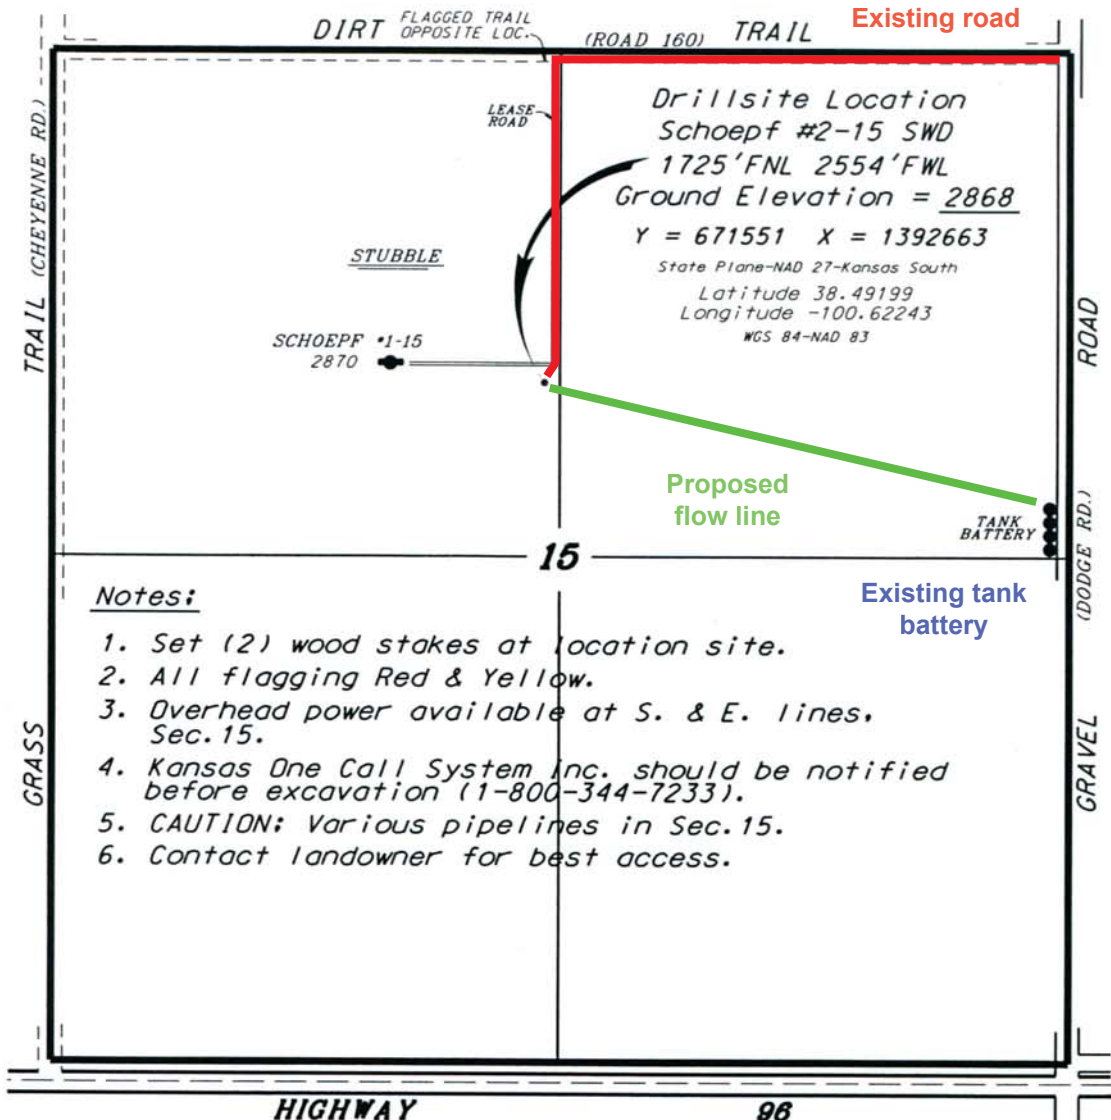 Existing road
FLAGGED TRAIL
DIRT OPPOSITE LOC. (ROAD 160) TRAIL
LEASE
ROAD
Drillsite Location
Schoepf #2-15 SWD
1725'FNL 2554'FWL
Ground Elevation = 2868
Y = 671551 X = 1392663
State Plane-NAD 27-Kansas South
Latitude 38.49199
Longitude -100.62243
WGS 84-NAD 83
STUBBLE
SCHOEPF #1-15
2870
TRAIL (CHEYENNE RD.)
GRASS
ROAD
(DODGE RD.)
GRAVEL
Proposed
flow line
TANK
BATTERY
15
Existing tank
battery
Notes:
1. Set (2) wood stakes at location site.
2. All flagging Red & Yellow.
3. Overhead power available at S. & E. lines,
Sec. 15.
4. Kansas One Call System Inc. should be notified
before excavation (1-800-344-7233).
5. CAUTION: Various pipelines in Sec. 15.
6. Contact landowner for best access.
HIGHWAY 96